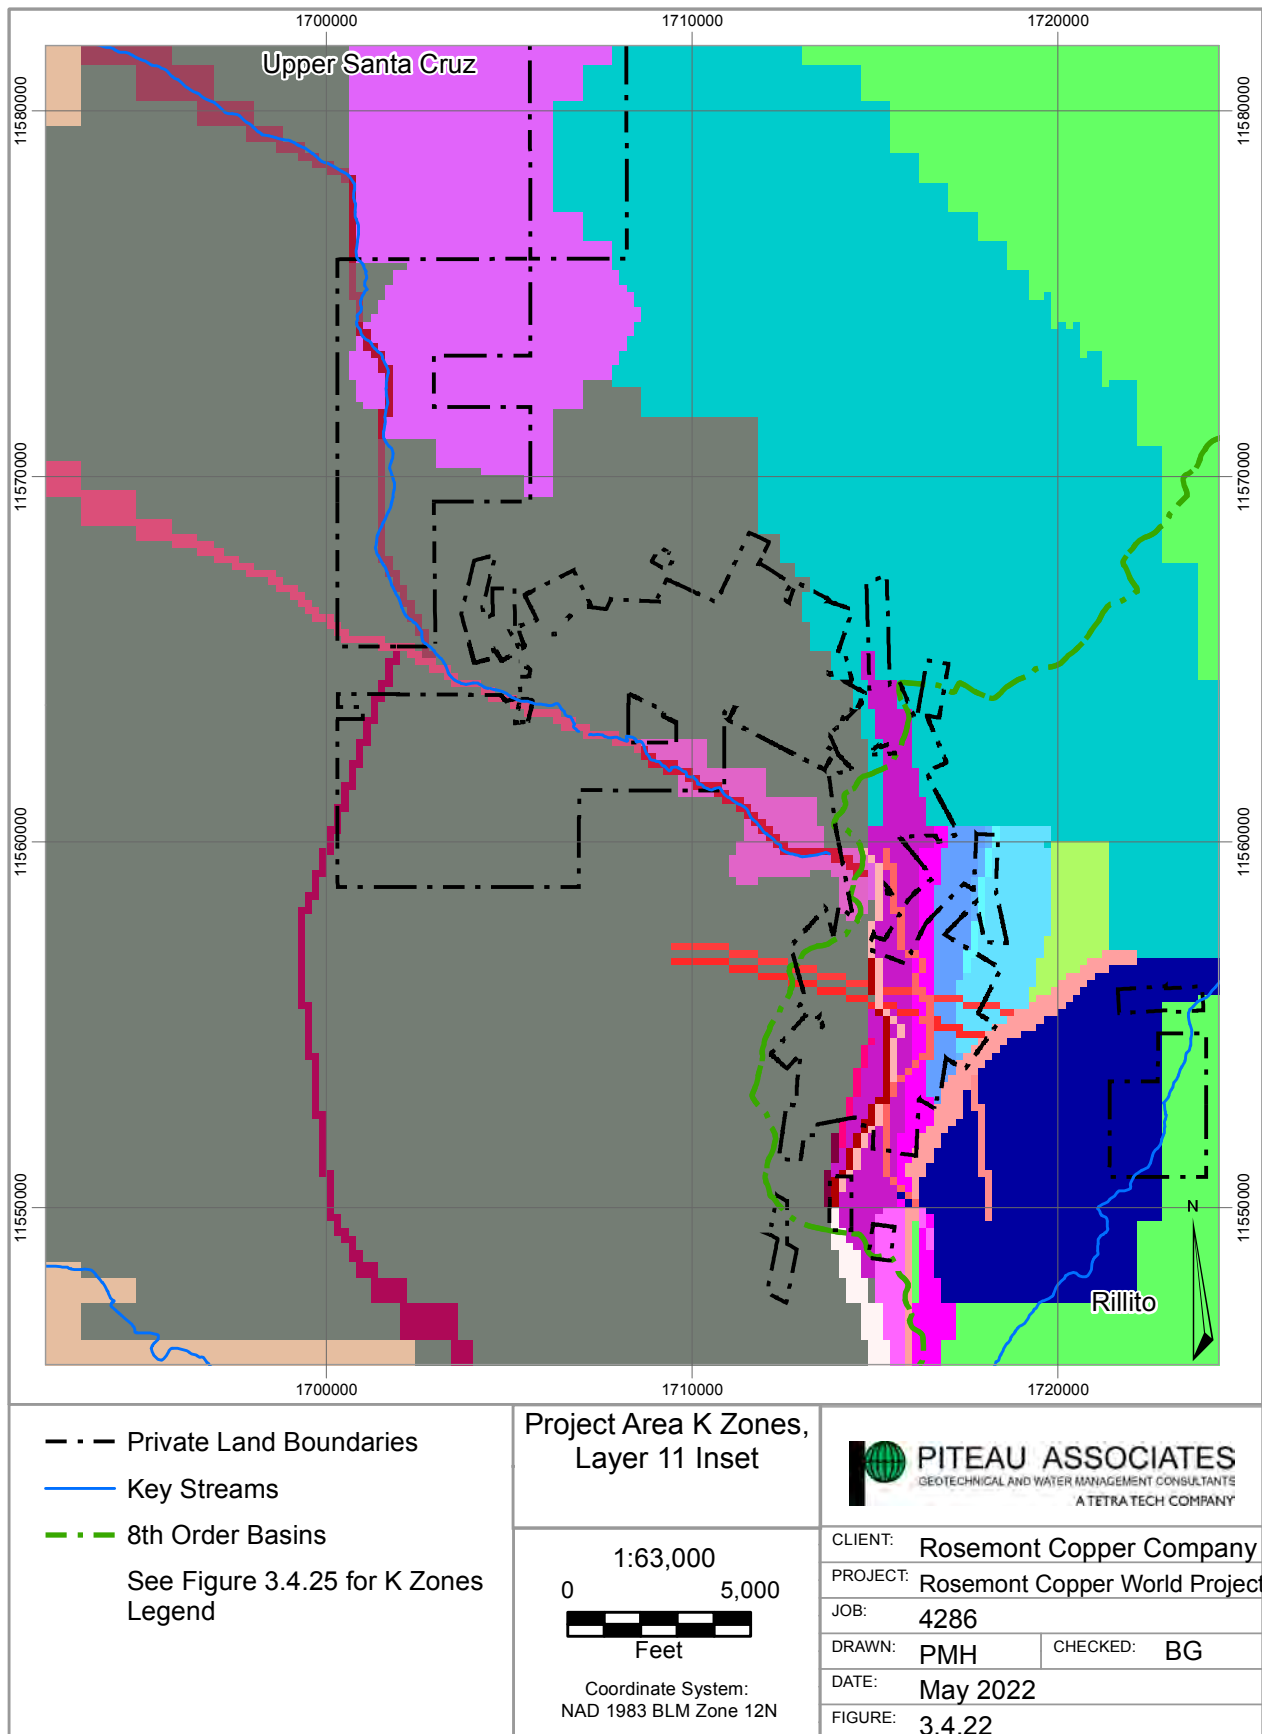 1700000 1710000 1720000
Upper Santa Cruz
11580000 11580000
11570000 11570000
11560000 11560000
11550000 11550000
N
Rillito
1700000 1710000 1720000
Private Land Boundaries
Key Streams
8th Order Basins
See Figure 3.4.25 for K Zones
Legend
Project Area K Zones,
Layer 11 Inset
1:63,000
0 5,000
Feet
Coordinate System:
NAD 1983 BLM Zone 12N
PITEAU ASSOCIATES
GEOTECHNICAL AND WATER MANAGEMENT CONSULTANTS
A TETRA TECH COMPANY
CLIENT: Rosemont Copper Company
PROJECT: Rosemont Copper World Project
JOB: 4286
DRAWN: PMH CHECKED: BG
DATE: May 2022
FIGURE: 3.4.22